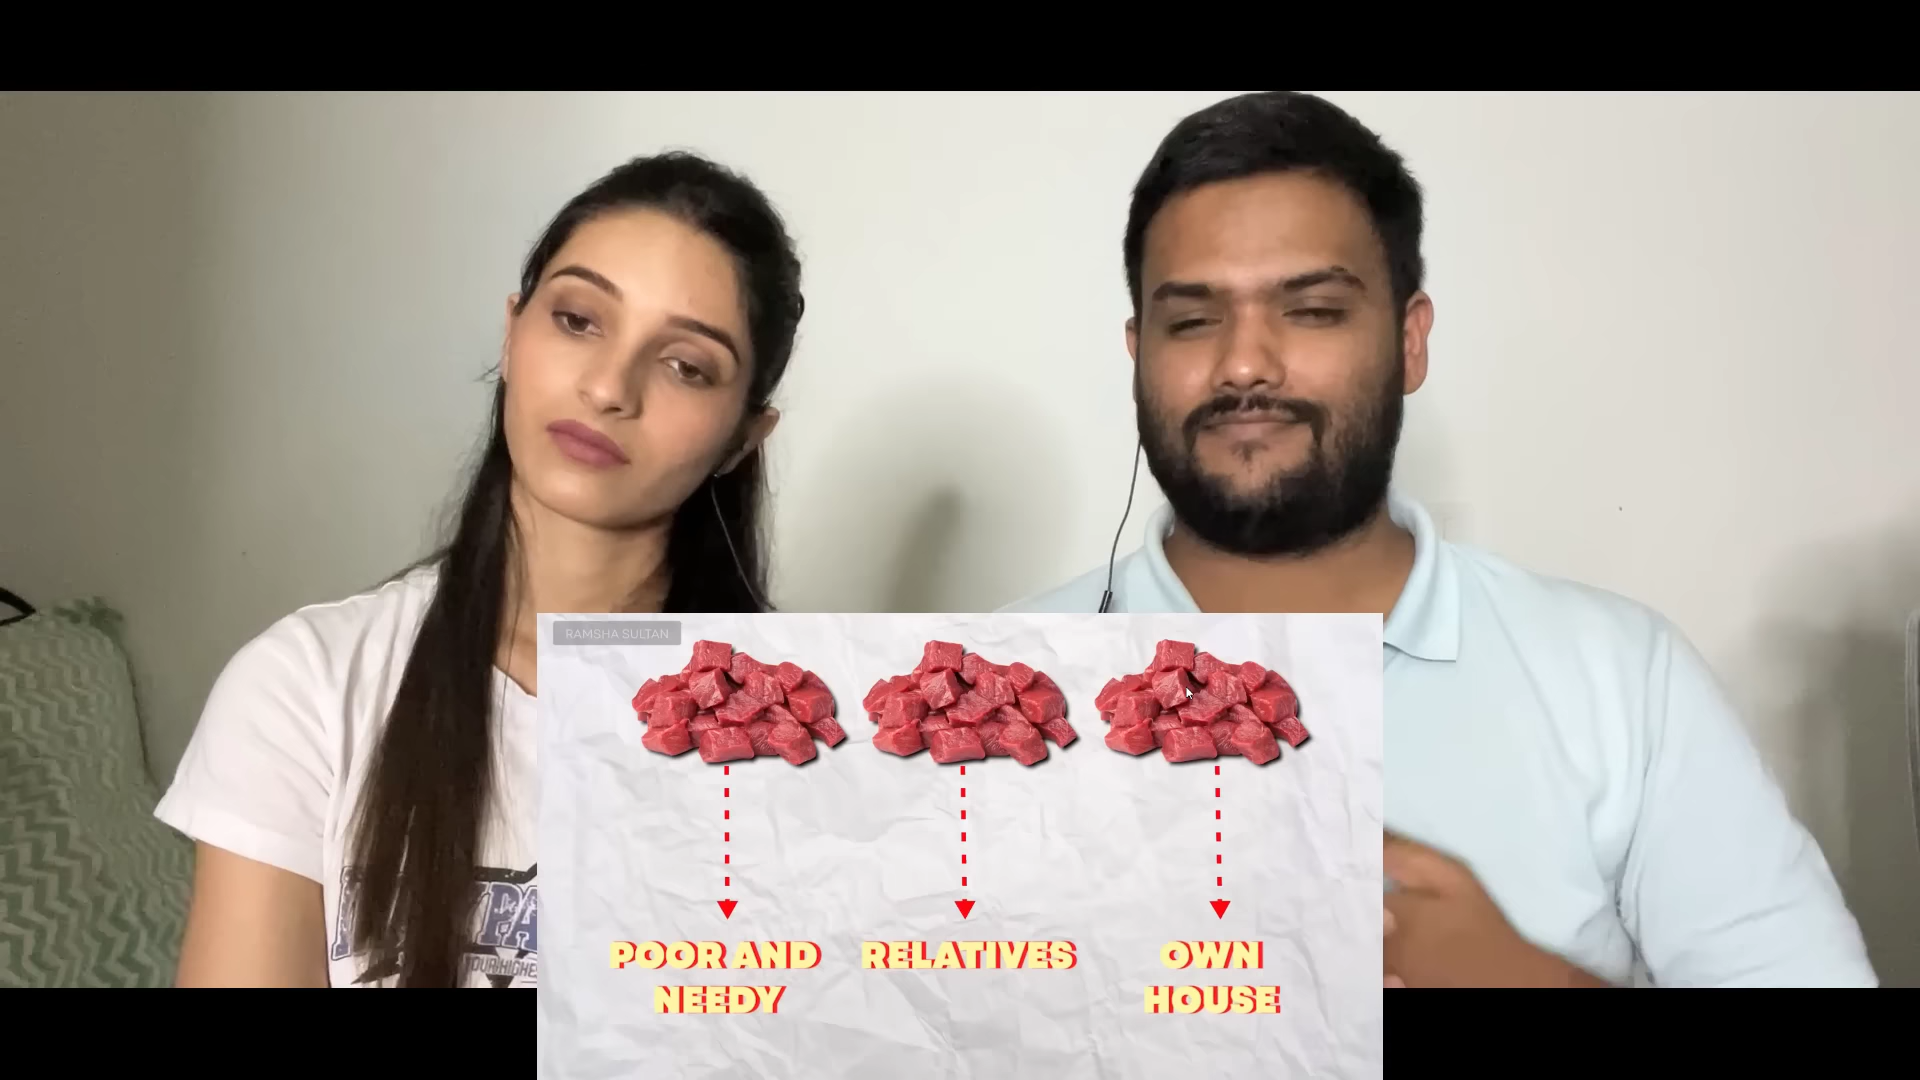 RAMSHA SULTAN
POOR AND
NEEDY
RELATIVES
OWN
HOUSE